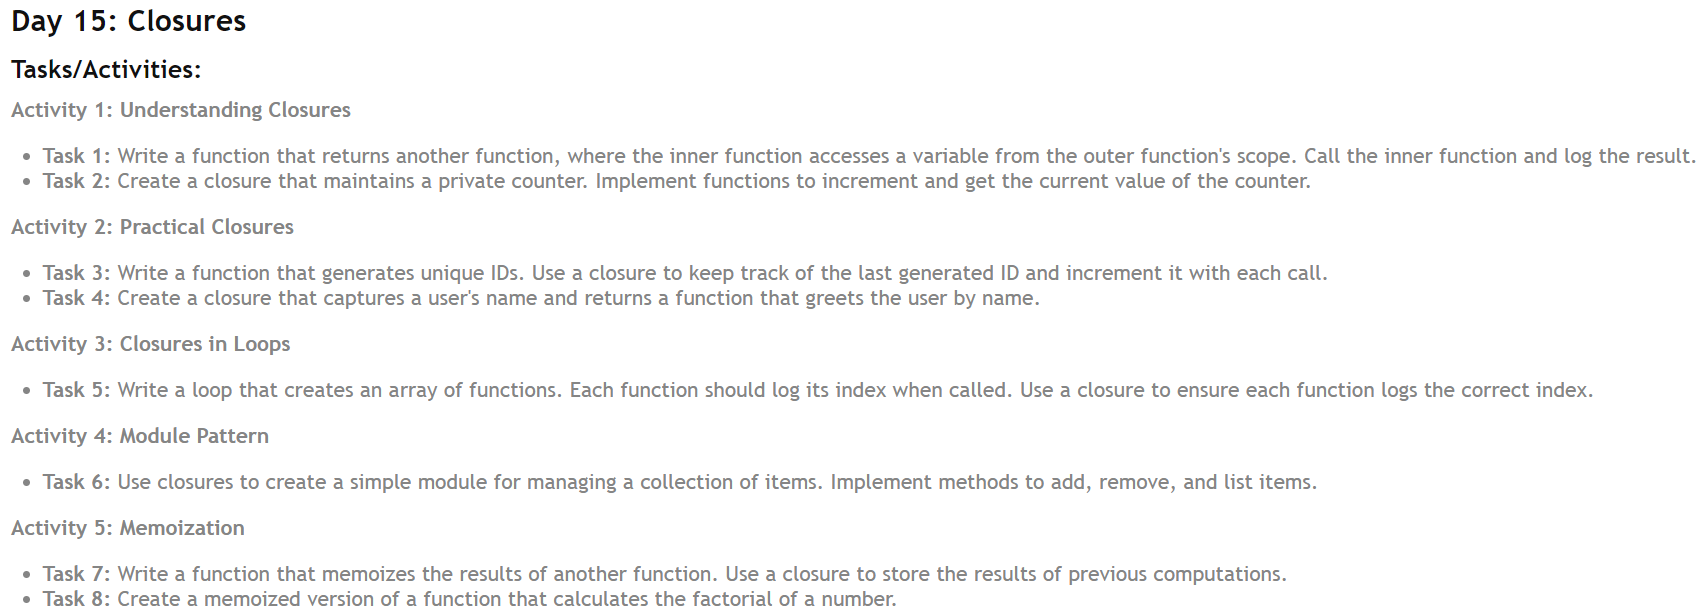 Day 15: Closures
Tasks/Activities:
Activity 1: Understanding Closures
• Task 1: Write a function that returns another function, where the inner function accesses a variable from the outer function's scope. Call the inner function and log the result.
• Task 2: Create a closure that maintains a private counter. Implement functions to increment and get the current value of the counter.
Activity 2: Practical Closures
• Task 3: Write a function that generates unique IDs. Use a closure to keep track of the last generated ID and increment it with each call.
• Task 4: Create a closure that captures a user's name and returns a function that greets the user by name.
Activity 3: Closures in Loops
• Task 5: Write a loop that creates an array of functions. Each function should log its index when called. Use a closure to ensure each function logs the correct index.
Activity 4: Module Pattern
• Task 6: Use closures to create a simple module for managing a collection of items. Implement methods to add, remove, and list items.
Activity 5: Memoization
• Task 7: Write a function that memoizes the results of another function. Use a closure to store the results of previous computations.
• Task 8: Create a memoized version of a function that calculates the factorial of a number.